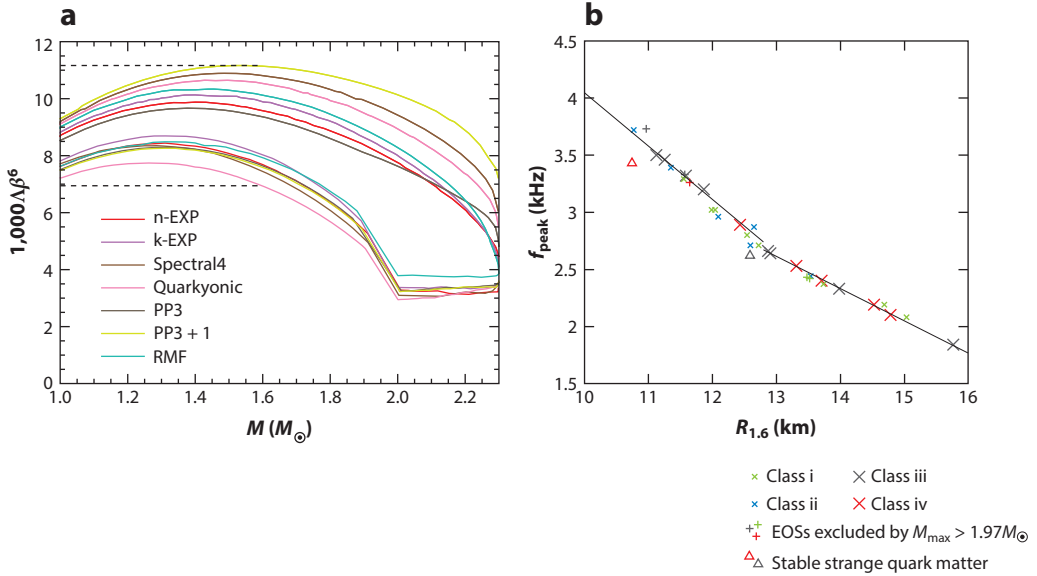 a
12
10
8
6
4
2
0
1,000Λβ⁶
n-EXP
k-EXP
Spectral4
Quarkyonic
PP3
PP3 + 1
RMF
1.0 1.2 1.4 1.6 1.8 2.0 2.2
M (M⊙)
b
4.5
4
3.5
3
2.5
2
1.5
f_peak (kHz)
10 11 12 13 14 15 16
R_1.6 (km)
Class i Class iii
Class ii Class iv
EOSs excluded by M_max > 1.97M⊙
Stable strange quark matter